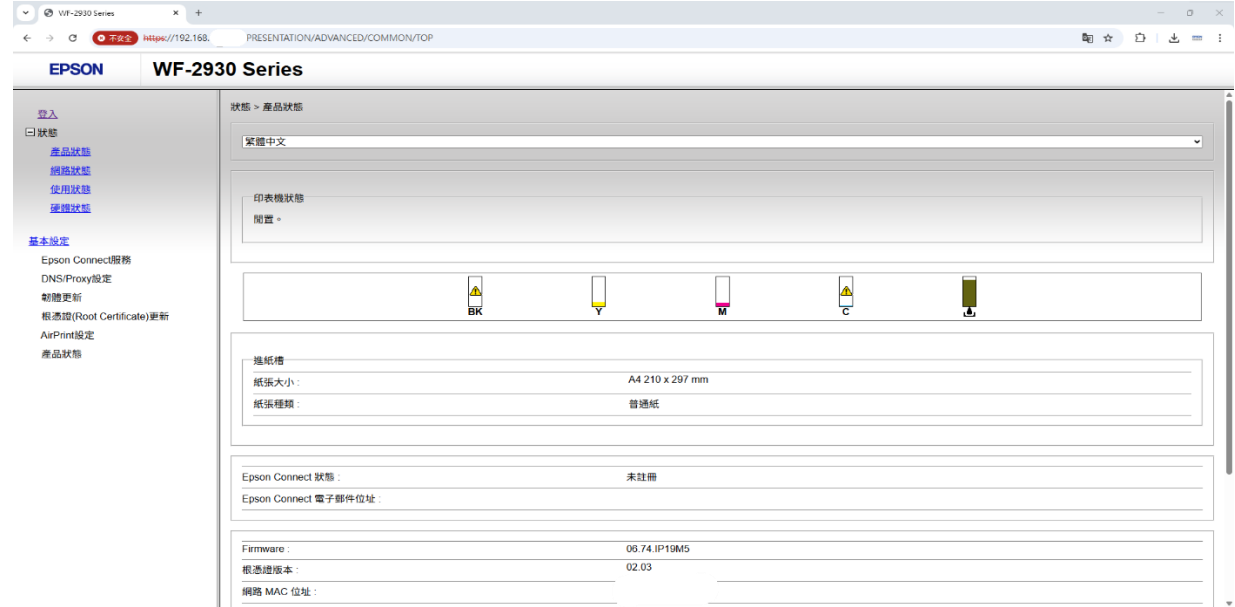 WF-2930 Series
不安全 https://192.168. PRESENTATION/ADVANCED/COMMON/TOP
EPSON WF-2930 Series
登入
狀態
產品狀態
網路狀態
使用狀態
硬體狀態
基本設定
Epson Connect服務
DNS/Proxy設定
韌體更新
根憑證(Root Certificate)更新
AirPrint設定
產品狀態
狀態 > 產品狀態
繁體中文
印表機狀態
閒置。
BK Y M C
進紙槽
紙張大小 : A4 210 x 297 mm
紙張種類 : 普通紙
Epson Connect 狀態 : 未註冊
Epson Connect 電子郵件位址 :
Firmware : 06.74.IP19M5
根憑證版本 : 02.03
網路 MAC 位址 :